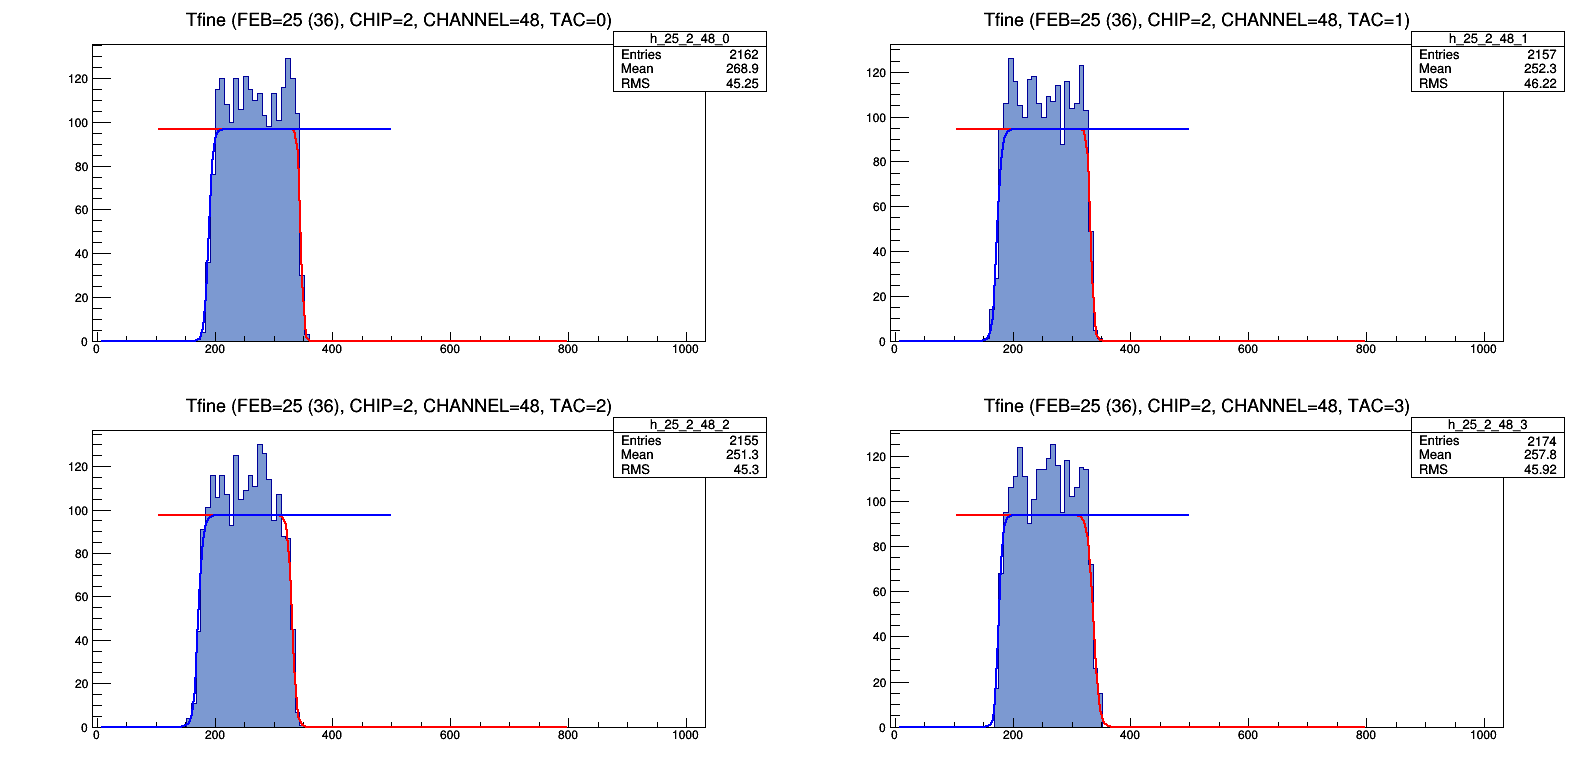 Tfine (FEB=25 (36), CHIP=2, CHANNEL=48, TAC=0)
h_25_2_48_0
Entries 2162
Mean 268.9
RMS 45.25
120
100
80
60
40
20
0
0 200 400 600 800 1000
Tfine (FEB=25 (36), CHIP=2, CHANNEL=48, TAC=1)
h_25_2_48_1
Entries 2157
Mean 252.3
RMS 46.22
120
100
80
60
40
20
0
0 200 400 600 800 1000
Tfine (FEB=25 (36), CHIP=2, CHANNEL=48, TAC=2)
h_25_2_48_2
Entries 2155
Mean 251.3
RMS 45.3
120
100
80
60
40
20
0
0 200 400 600 800 1000
Tfine (FEB=25 (36), CHIP=2, CHANNEL=48, TAC=3)
h_25_2_48_3
Entries 2174
Mean 257.8
RMS 45.92
120
100
80
60
40
20
0
0 200 400 600 800 1000